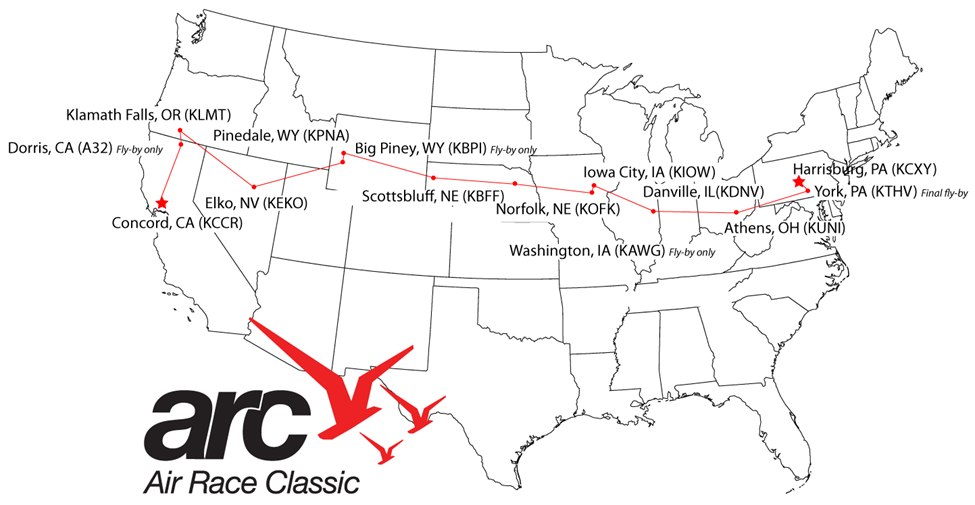 Klamath Falls, OR (KLMT)
Dorris, CA (A32) Fly-by only
Pinedale, WY (KPNA)
Big Piney, WY (KBPI) Fly-by only
Elko, NV (KEKO)
Concord, CA (KCCR)
Scottsbluff, NE (KBFF)
Norfolk, NE (KOFK)
Iowa City, IA (KIOW)
Washington, IA (KAWG) Fly-by only
Danville, IL(KDNV)
Athens, OH (KUNI)
Harrisburg, PA (KCXY)
York, PA (KTHV) Final fly-by
arc
Air Race Classic